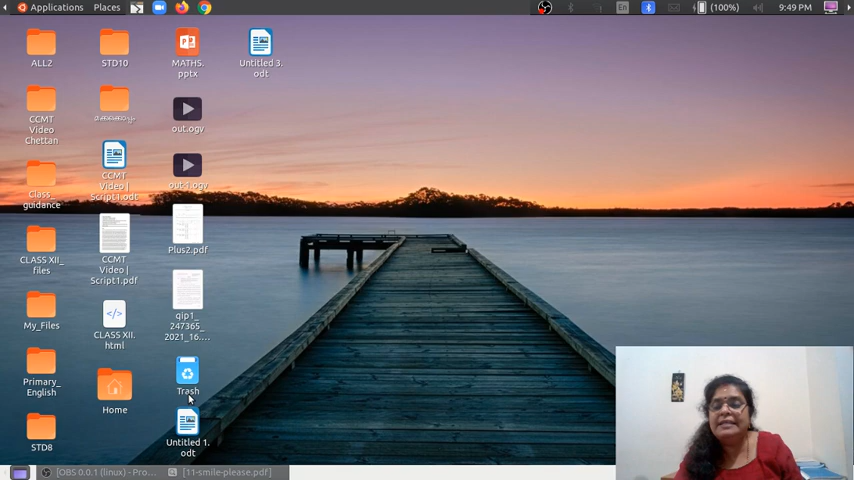 Applications
Places
En
(100%)
9:49 PM
ALL2
STD10
MATHS.
pptx
Untitled 3.
odt
CCMT
Video
Chettan
out.ogv
Class_
guidance
CCMT
Video |
Script1.odt
out-1.ogv
CLASS XII_
files
CCMT
Video |
Script1.pdf
Plus2.pdf
My_Files
CLASS XII.
html
qip1_
247365_
2021_16....
Primary_
English
Home
Trash
STD8
Untitled 1.
odt
[OBS 0.0.1 (linux) - Pro...
[11-smile-please.pdf]